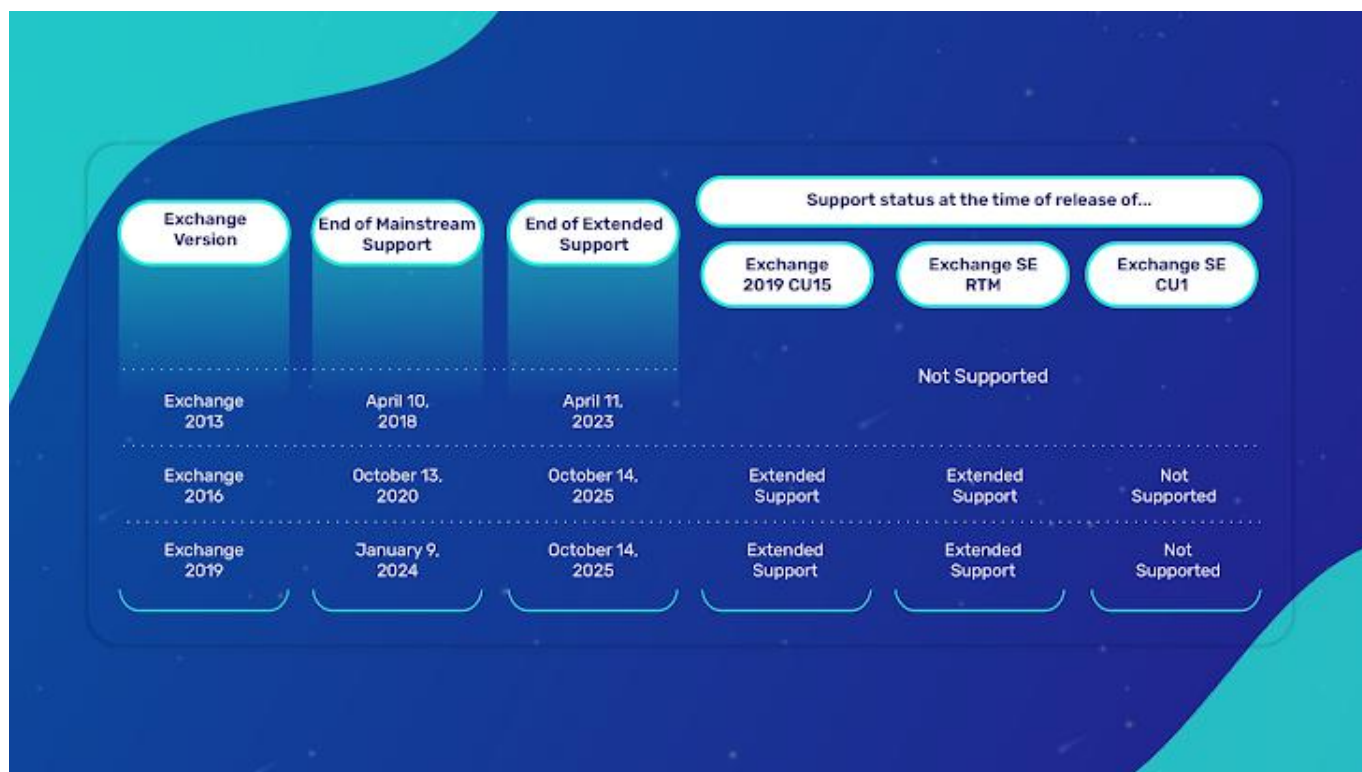 Support status at the time of release of...
Exchange
Version
End of Mainstream
Support
End of Extended
Support
Exchange
2019 CU15
Exchange SE
RTM
Exchange SE
CU1
Exchange
2013
April 10,
2018
April 11,
2023
Not Supported
Exchange
2016
October 13,
2020
October 14,
2025
Extended
Support
Extended
Support
Not
Supported
Exchange
2019
January 9,
2024
October 14,
2025
Extended
Support
Extended
Support
Not
Supported